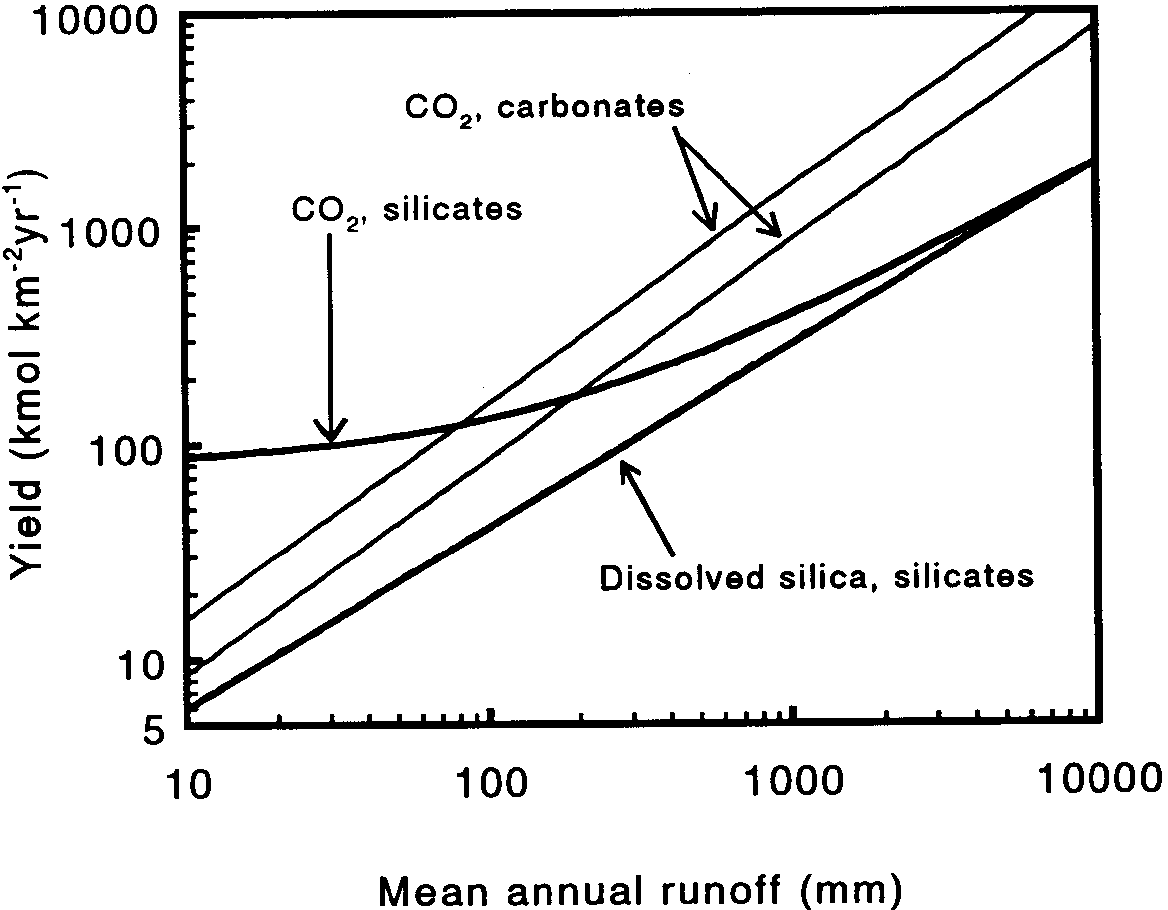 10000
CO2, carbonates
CO2, silicates
1000
100
Dissolved silica, silicates
10
5
10 100 1000 10000
Yield (kmol km-2yr-1)
Mean annual runoff (mm)